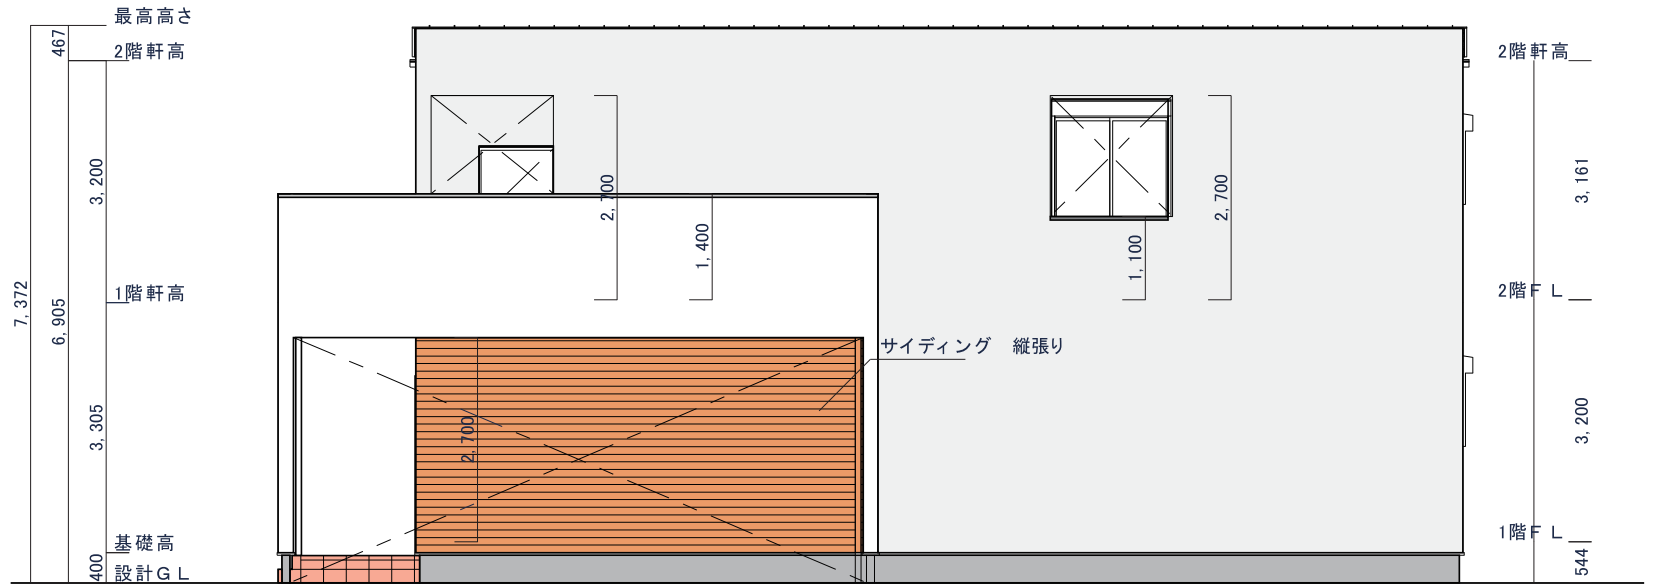 最高高さ
467
2階軒高
3,200
7,372
6,905
1階軒高
3,305
基礎高
400
設計GL
2,700
1,400
2,700
1,100
サイディング　縦張り
2,700
2階軒高
3,161
2階FL
3,200
1階FL
544